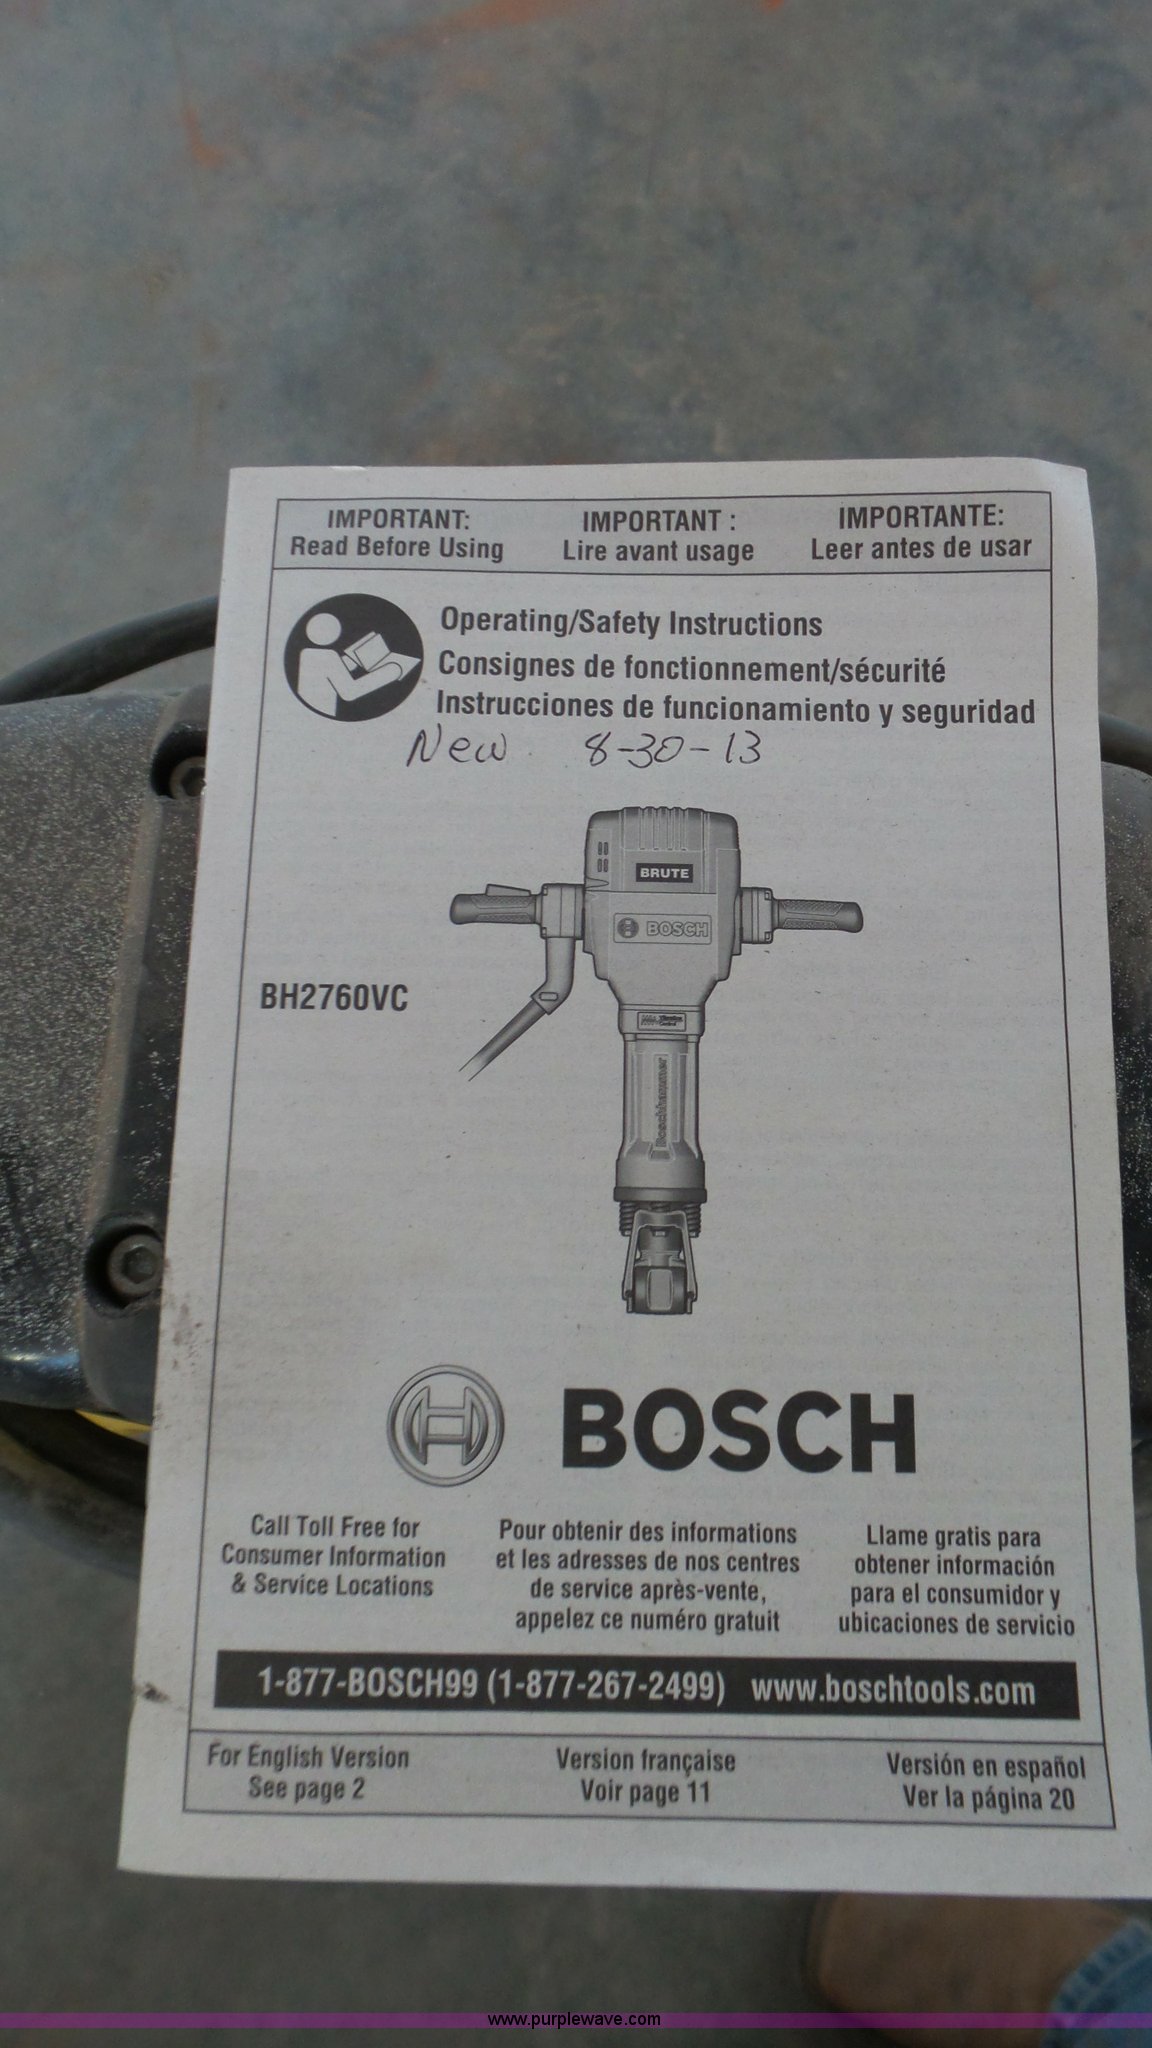 IMPORTANT:
Read Before Using
IMPORTANT :
Lire avant usage
IMPORTANTE:
Leer antes de usar
Operating/Safety Instructions
Consignes de fonctionnement/sécurité
Instrucciones de funcionamiento y seguridad
New 8-30-13
BRUTE
BOSCH
BH2760VC
Vibration
Control
Boschhammer
BOSCH
Call Toll Free for
Consumer Information
& Service Locations
Pour obtenir des informations
et les adresses de nos centres
de service après-vente,
appelez ce numéro gratuit
Llame gratis para
obtener información
para el consumidor y
ubicaciones de servicio
1-877-BOSCH99 (1-877-267-2499) www.boschtools.com
For English Version
See page 2
Version française
Voir page 11
Versión en español
Ver la página 20
www.purplewave.com